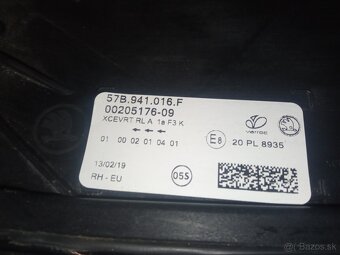 57B.941.016.F
00205176-09
XCEVRT RL A 1a F3 K
01 00 02 01 04 01
E8
20 PL 8935
varroc
13/02/19
RH - EU
05S
bazos.sk